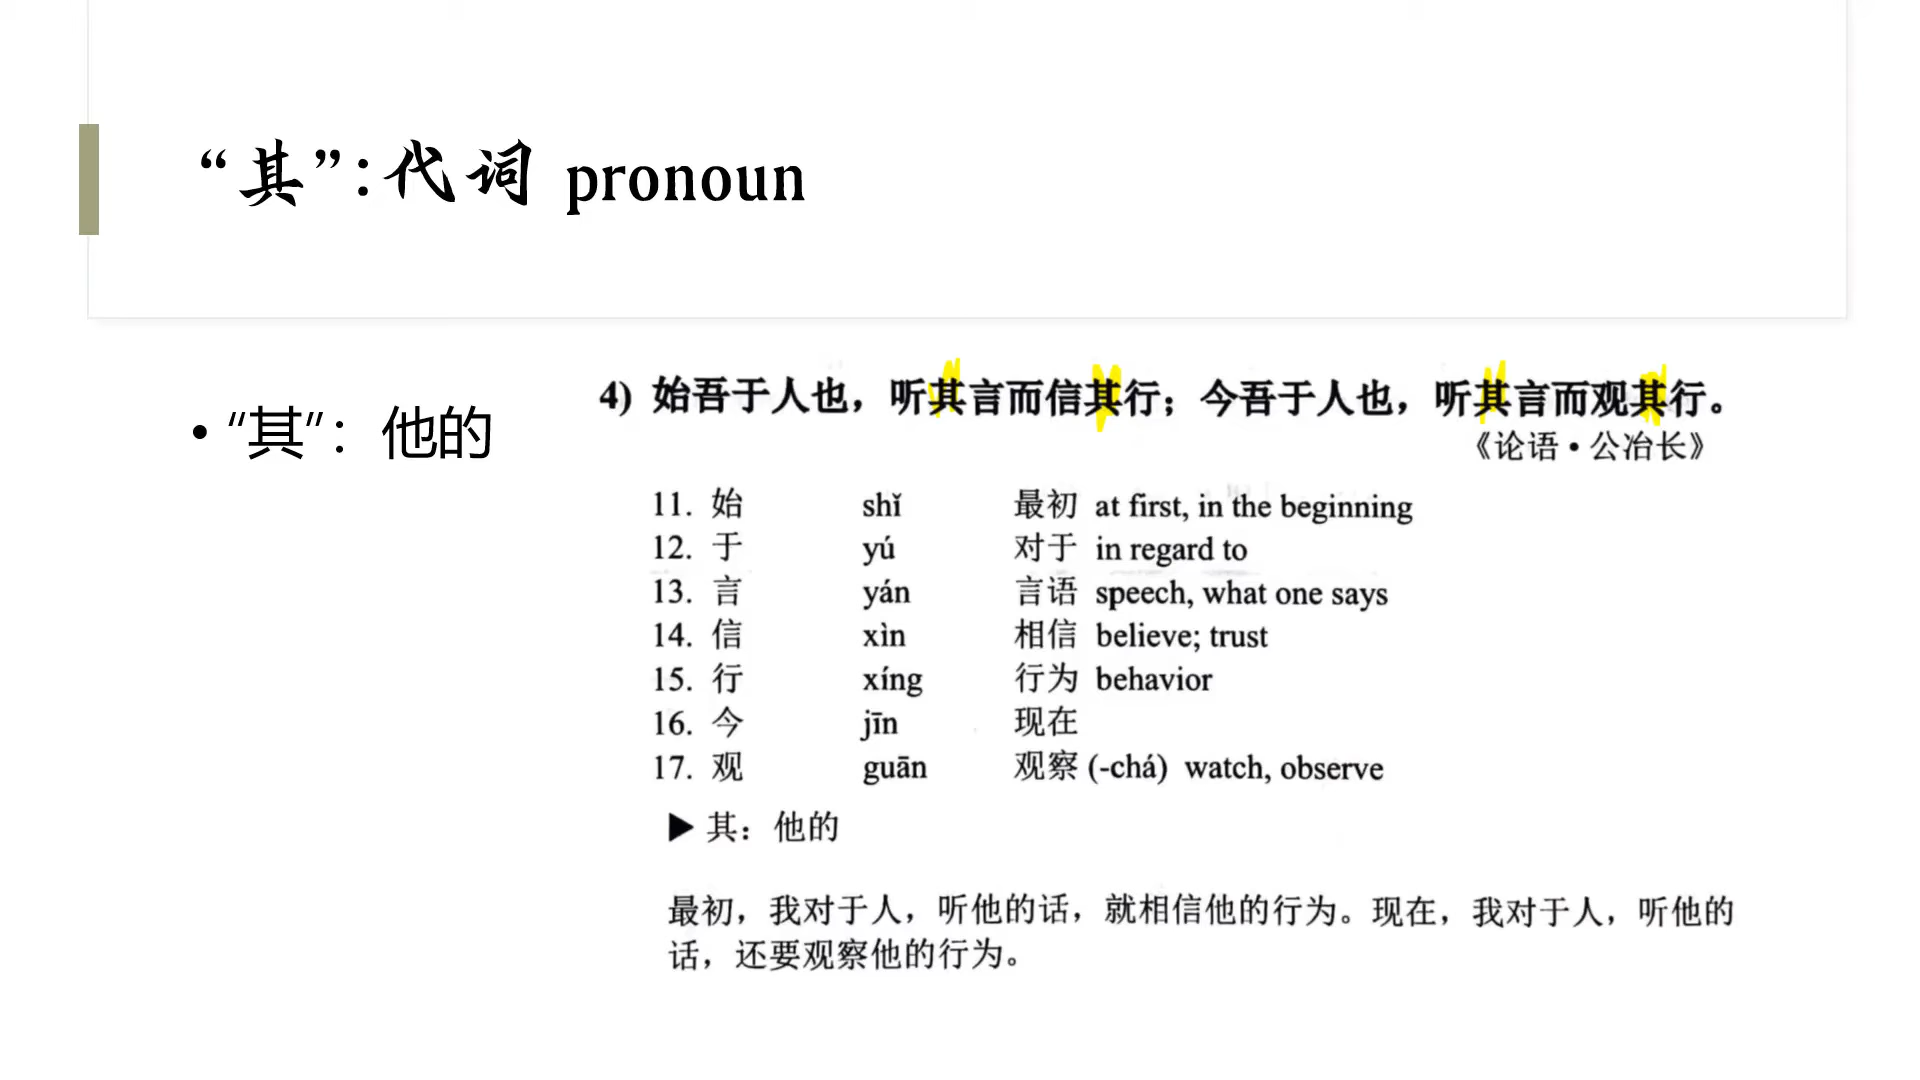 “其”:代词 pronoun
• “其”：他的
4) 始吾于人也，听其言而信其行；今吾于人也，听其言而观其行。
《论语·公冶长》
11. 始 shǐ 最初 at first, in the beginning
12. 于 yú 对于 in regard to
13. 言 yán 言语 speech, what one says
14. 信 xìn 相信 believe; trust
15. 行 xíng 行为 behavior
16. 今 jīn 现在
17. 观 guān 观察 (-chá) watch, observe
▶ 其：他的
最初，我对于人，听他的话，就相信他的行为。现在，我对于人，听他的
话，还要观察他的行为。